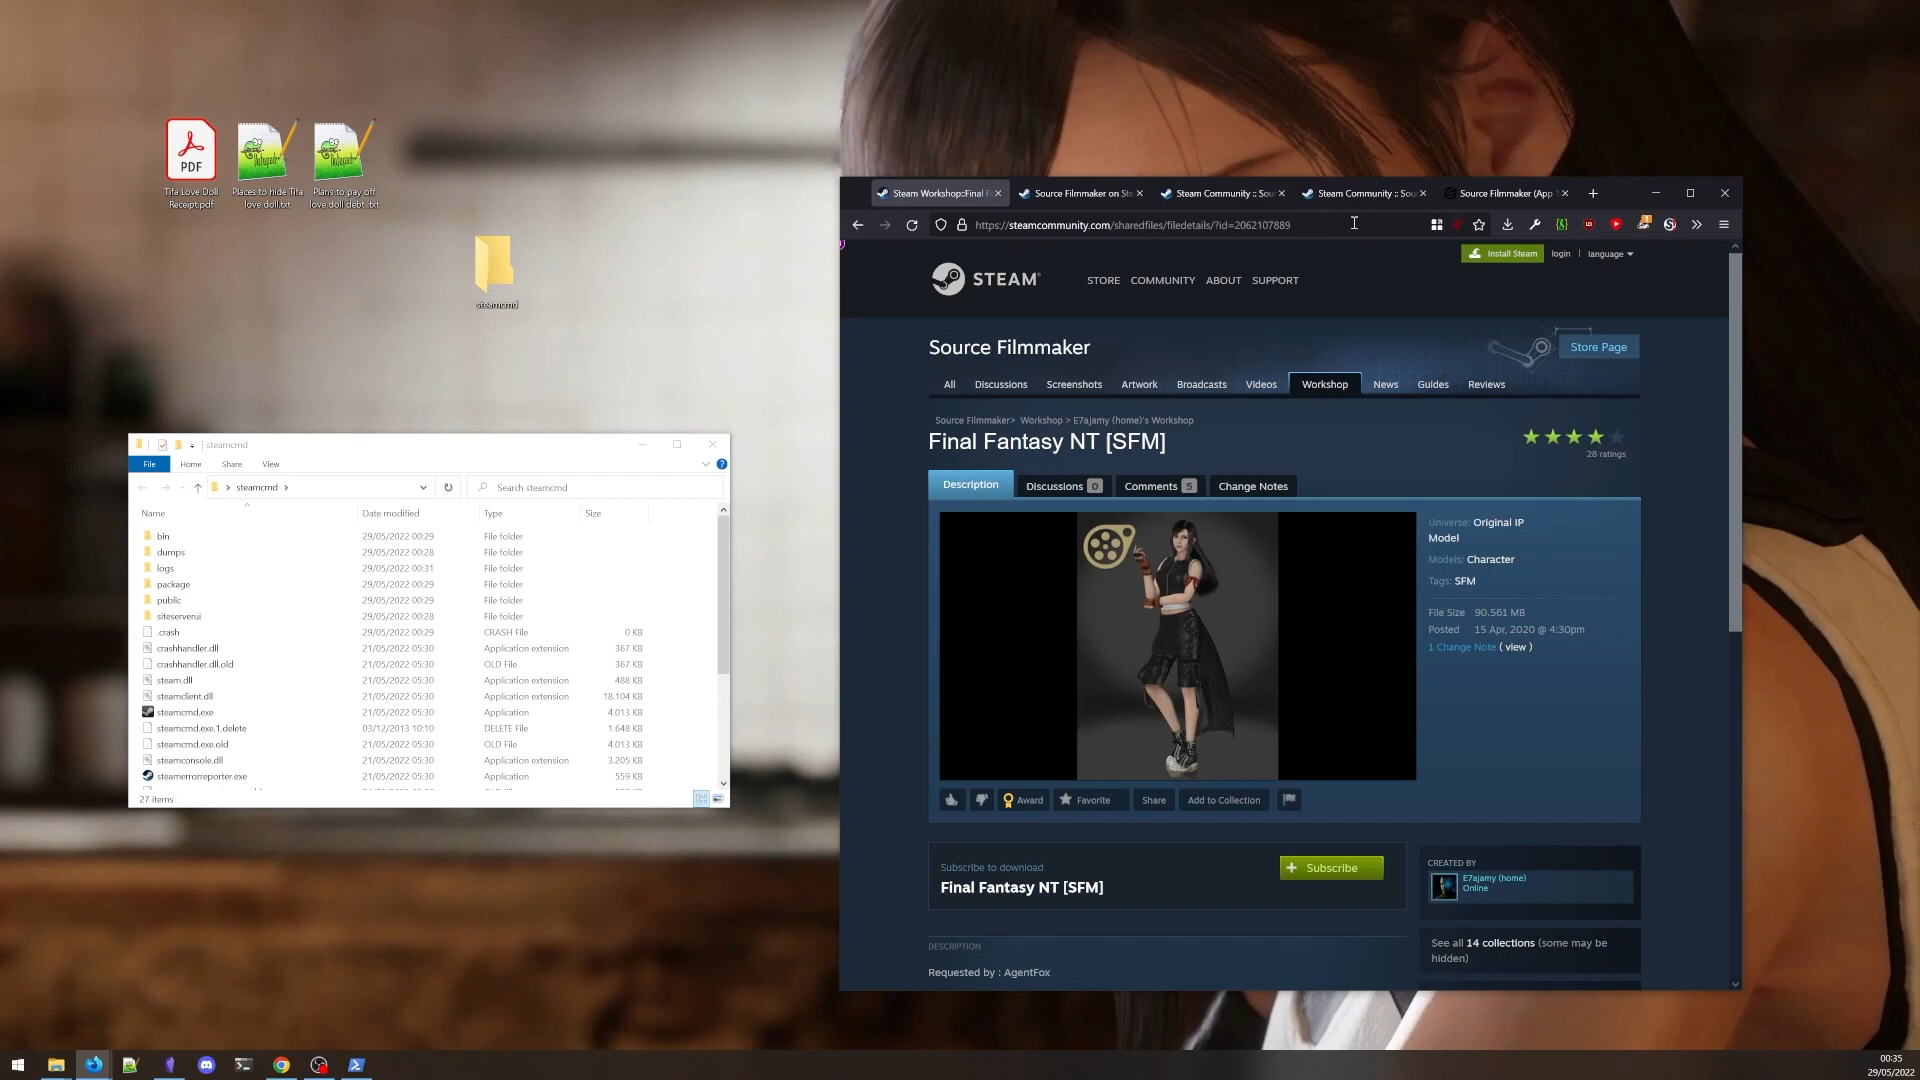 PDF
Tifa Love Doll
Receipt.pdf
Places to hide Tifa
love doll.txt
Plans to pay off
love doll debt .txt
steamcmd
steamcmd
File
Home
Share
View
steamcmd
Search steamcmd
Name
Date modified
Type
Size
bin 29/05/2022 00:29 File folder
dumps 29/05/2022 00:28 File folder
logs 29/05/2022 00:31 File folder
package 29/05/2022 00:29 File folder
public 29/05/2022 00:29 File folder
siteserverui 29/05/2022 00:28 File folder
.crash 29/05/2022 00:29 CRASH File 0 KB
crashhandler.dll 21/05/2022 05:30 Application extension 367 KB
crashhandler.dll.old 21/05/2022 05:30 OLD File 367 KB
steam.dll 21/05/2022 05:30 Application extension 488 KB
steamclient.dll 21/05/2022 05:30 Application extension 18.104 KB
steamcmd.exe 21/05/2022 05:30 Application 4.013 KB
steamcmd.exe.1.delete 03/12/2013 10:10 DELETE File 1.648 KB
steamcmd.exe.old 21/05/2022 05:30 OLD File 4.013 KB
steamconsole.dll 21/05/2022 05:30 Application extension 3.205 KB
steamerrorreporter.exe 21/05/2022 05:30 Application 559 KB
27 items
Steam Workshop::Final F
Source Filmmaker on Ste
Steam Community :: Sou
Steam Community :: Sou
Source Filmmaker (App
https://steamcommunity.com/sharedfiles/filedetails/?id=2062107889
Install Steam
login
language
STEAM
STORE
COMMUNITY
ABOUT
SUPPORT
Source Filmmaker
Store Page
All
Discussions
Screenshots
Artwork
Broadcasts
Videos
Workshop
News
Guides
Reviews
Source Filmmaker> Workshop > E7ajamy (home)'s Workshop
Final Fantasy NT [SFM]
28 ratings
Description
Discussions 0
Comments 5
Change Notes
Universe: Original IP
Model
Models: Character
Tags: SFM
File Size 90.561 MB
Posted 15 Apr, 2020 @ 4:30pm
1 Change Note ( view )
Award
Favorite
Share
Add to Collection
Subscribe to download
Final Fantasy NT [SFM]
Subscribe
CREATED BY
E7ajamy (home)
Online
See all 14 collections (some may be
hidden)
DESCRIPTION
Requested by : AgentFox
00:35
29/05/2022